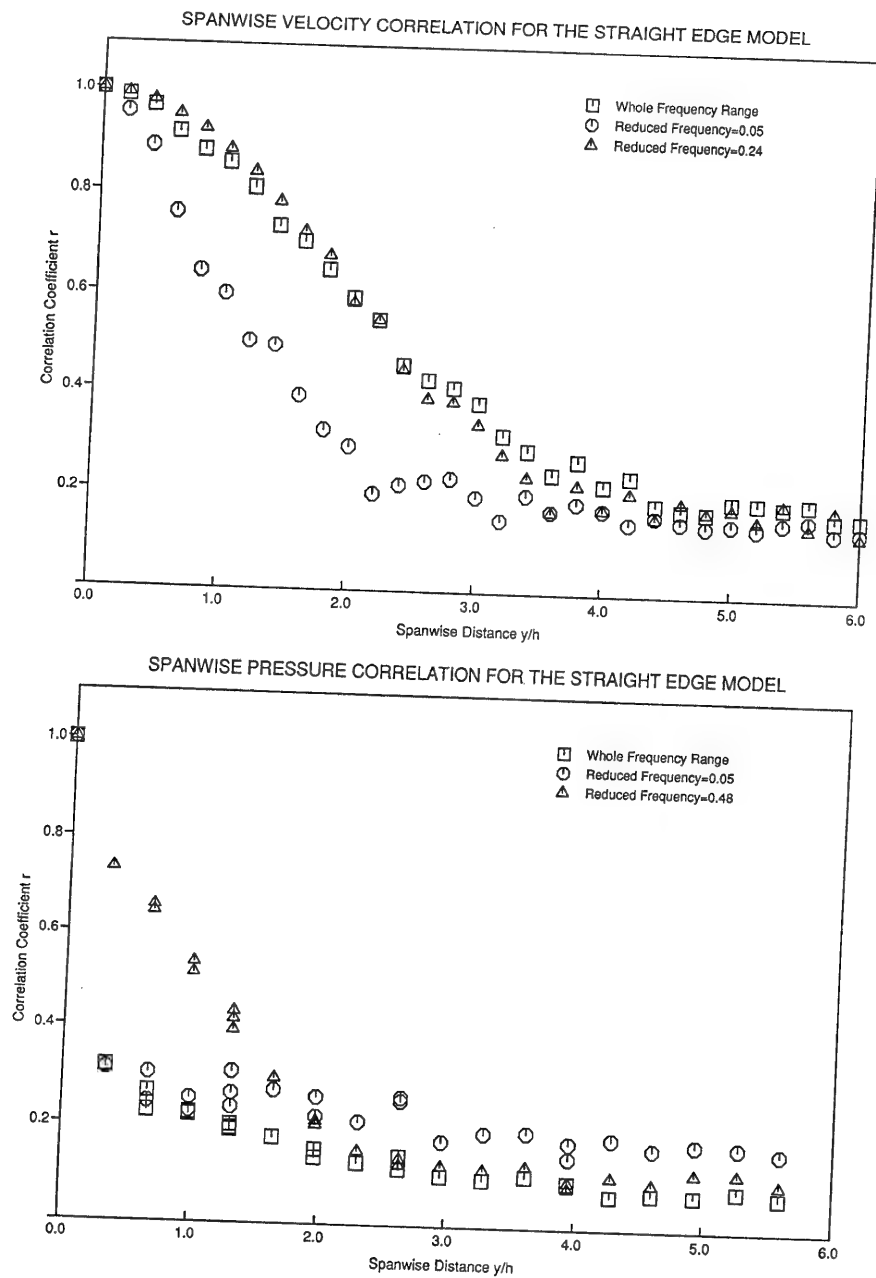 SPANWISE VELOCITY CORRELATION FOR THE STRAIGHT EDGE MODEL
Whole Frequency Range
Reduced Frequency=0.05
Reduced Frequency=0.24
Correlation Coefficient r
1.0
0.8
0.6
0.4
0.2
0.0 1.0 2.0 3.0 4.0 5.0 6.0
Spanwise Distance y/h
SPANWISE PRESSURE CORRELATION FOR THE STRAIGHT EDGE MODEL
Whole Frequency Range
Reduced Frequency=0.05
Reduced Frequency=0.48
Correlation Coefficient r
1.0
0.8
0.6
0.4
0.2
0.0 1.0 2.0 3.0 4.0 5.0 6.0
Spanwise Distance y/h